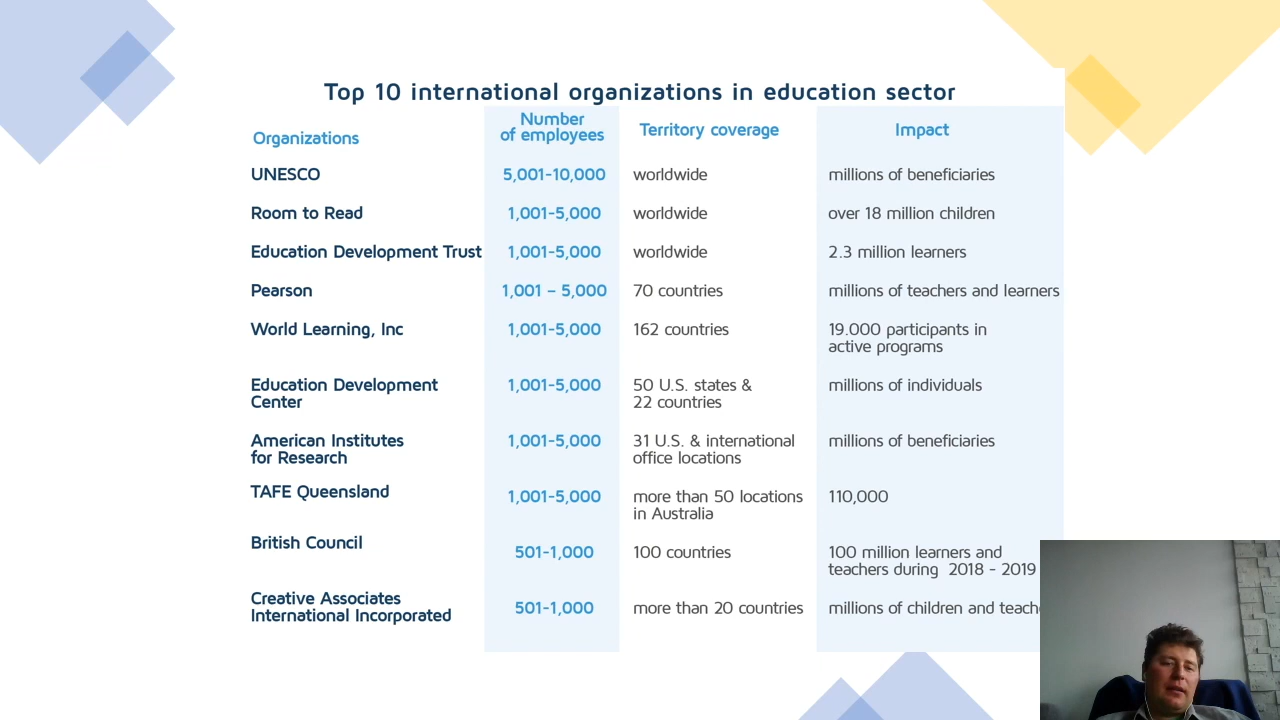 Top 10 international organizations in education sector
Organizations
Number
of employees
Territory coverage
Impact
UNESCO
5,001-10,000
worldwide
millions of beneficiaries
Room to Read
1,001-5,000
worldwide
over 18 million children
Education Development Trust
1,001-5,000
worldwide
2.3 million learners
Pearson
1,001 – 5,000
70 countries
millions of teachers and learners
World Learning, Inc
1,001-5,000
162 countries
19.000 participants in
active programs
Education Development
Center
1,001-5,000
50 U.S. states &
22 countries
millions of individuals
American Institutes
for Research
1,001-5,000
31 U.S. & international
office locations
millions of beneficiaries
TAFE Queensland
1,001-5,000
more than 50 locations
in Australia
110,000
British Council
501-1,000
100 countries
100 million learners and
teachers during 2018 - 2019
Creative Associates
International Incorporated
501-1,000
more than 20 countries
millions of children and